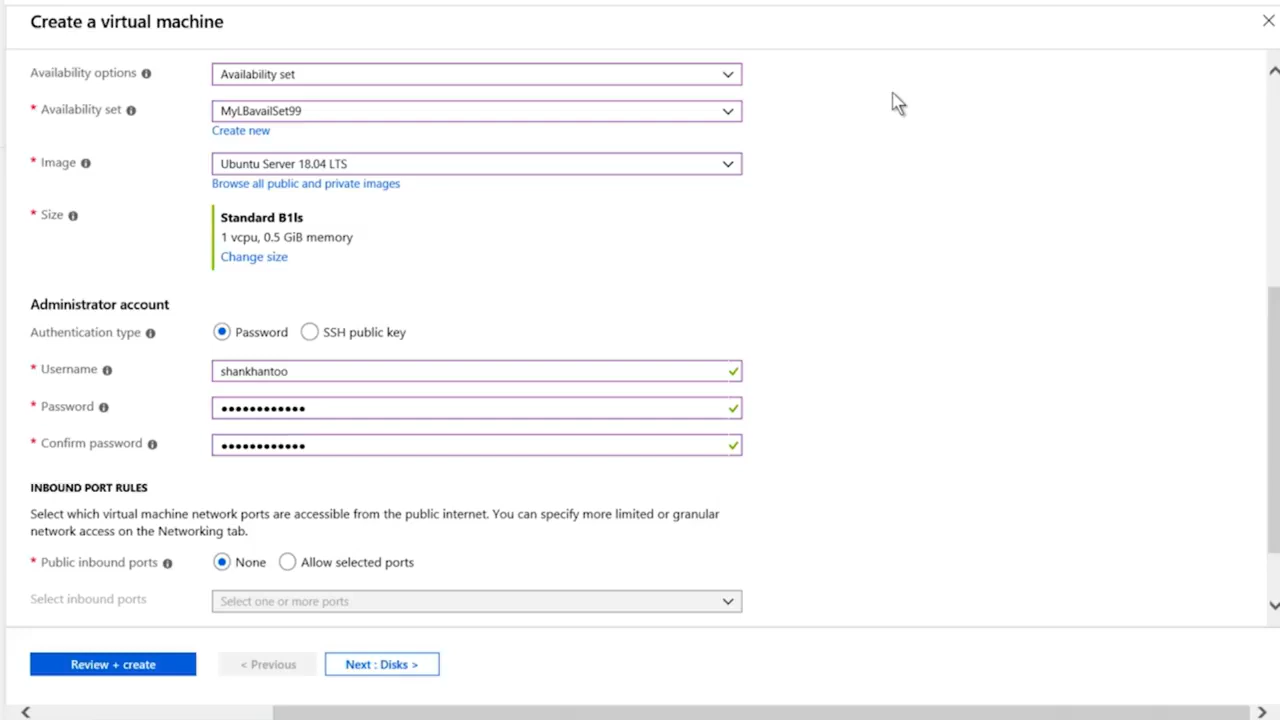 Create a virtual machine
Availability options
Availability set
* Availability set
MyLBavailSet99
Create new
* Image
Ubuntu Server 18.04 LTS
Browse all public and private images
* Size
Standard B1ls
1 vcpu, 0.5 GiB memory
Change size
Administrator account
Authentication type
Password
SSH public key
* Username
shankhantoo
* Password
••••••••••••
* Confirm password
••••••••••••
INBOUND PORT RULES
Select which virtual machine network ports are accessible from the public internet. You can specify more limited or granular
network access on the Networking tab.
* Public inbound ports
None
Allow selected ports
Select inbound ports
Select one or more ports
Review + create
< Previous
Next : Disks >